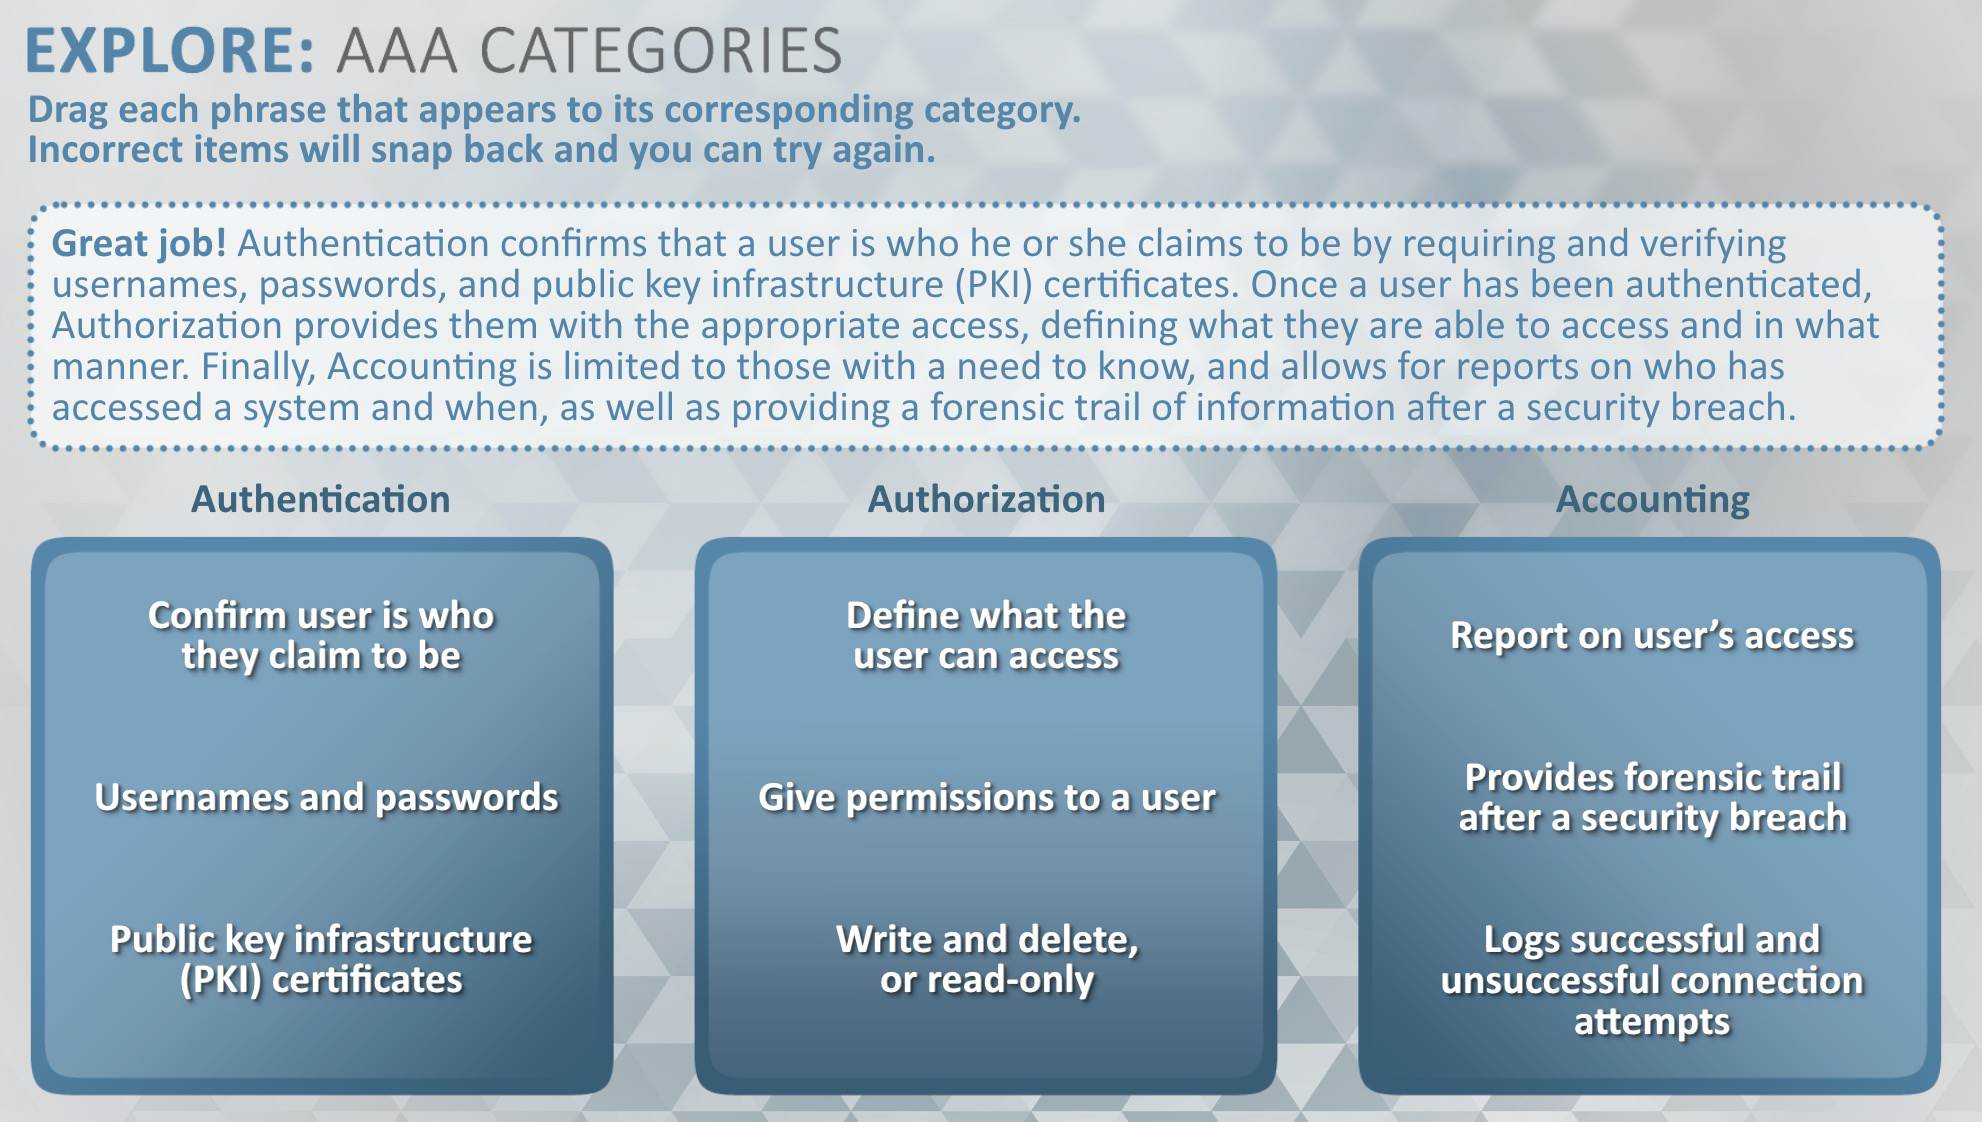 EXPLORE: AAA CATEGORIES
Drag each phrase that appears to its corresponding category.
Incorrect items will snap back and you can try again.
Great job! Authentication confirms that a user is who he or she claims to be by requiring and verifying
usernames, passwords, and public key infrastructure (PKI) certificates. Once a user has been authenticated,
Authorization provides them with the appropriate access, defining what they are able to access and in what
manner. Finally, Accounting is limited to those with a need to know, and allows for reports on who has
accessed a system and when, as well as providing a forensic trail of information after a security breach.
Authentication
Confirm user is who
they claim to be
Usernames and passwords
Public key infrastructure
(PKI) certificates
Authorization
Define what the
user can access
Give permissions to a user
Write and delete,
or read-only
Accounting
Report on user’s access
Provides forensic trail
after a security breach
Logs successful and
unsuccessful connection
attempts